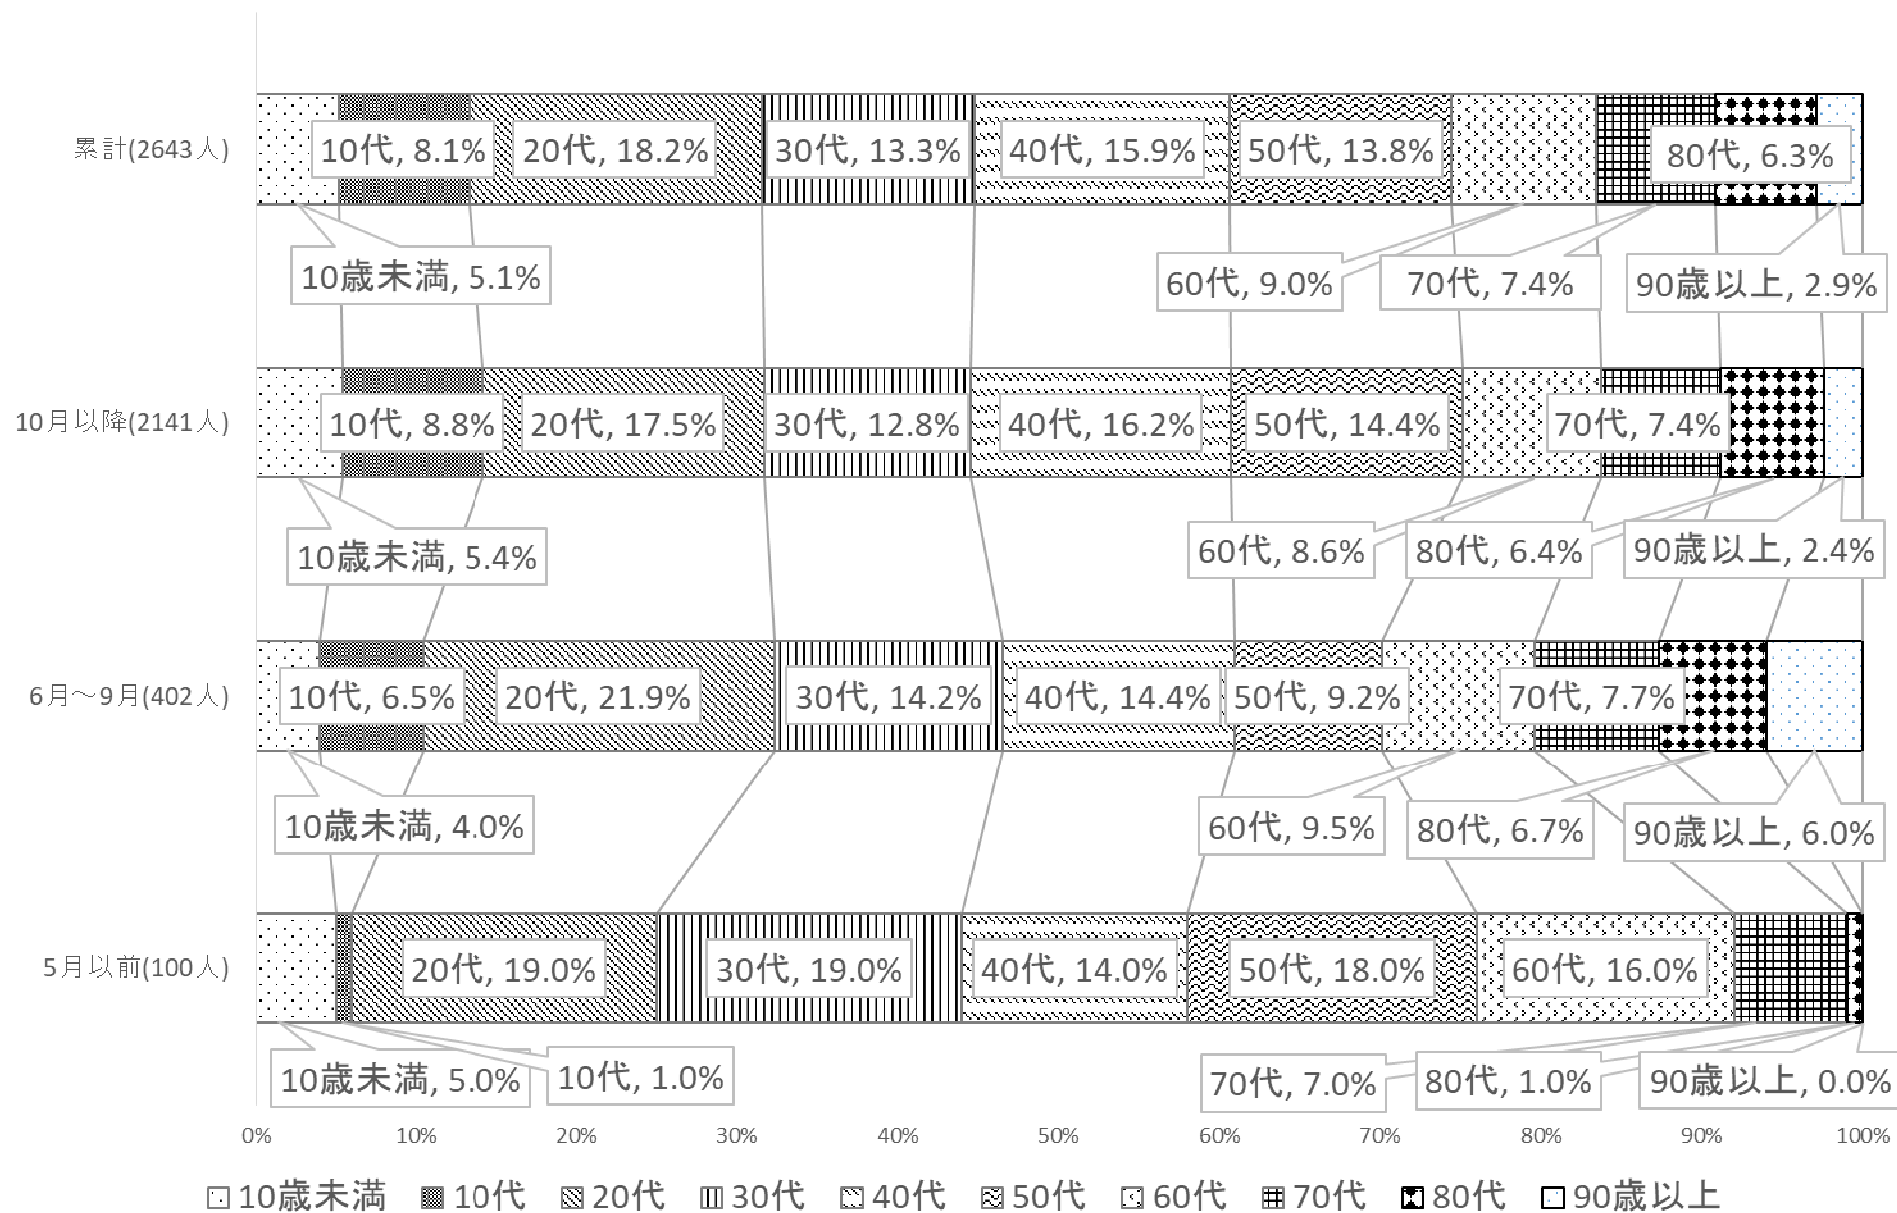 累計(2643人)
10代, 8.1%
20代, 18.2%
30代, 13.3%
40代, 15.9%
50代, 13.8%
80代, 6.3%
10歳未満, 5.1%
60代, 9.0%
70代, 7.4%
90歳以上, 2.9%
10月以降(2141人)
10代, 8.8%
20代, 17.5%
30代, 12.8%
40代, 16.2%
50代, 14.4%
70代, 7.4%
10歳未満, 5.4%
60代, 8.6%
80代, 6.4%
90歳以上, 2.4%
6月～9月(402人)
10代, 6.5%
20代, 21.9%
30代, 14.2%
40代, 14.4%
50代, 9.2%
70代, 7.7%
10歳未満, 4.0%
60代, 9.5%
80代, 6.7%
90歳以上, 6.0%
5月以前(100人)
20代, 19.0%
30代, 19.0%
40代, 14.0%
50代, 18.0%
60代, 16.0%
10歳未満, 5.0%
10代, 1.0%
70代, 7.0%
80代, 1.0%
90歳以上, 0.0%
0% 10% 20% 30% 40% 50% 60% 70% 80% 90% 100%
10歳未満 10代 20代 30代 40代 50代 60代 70代 80代 90歳以上